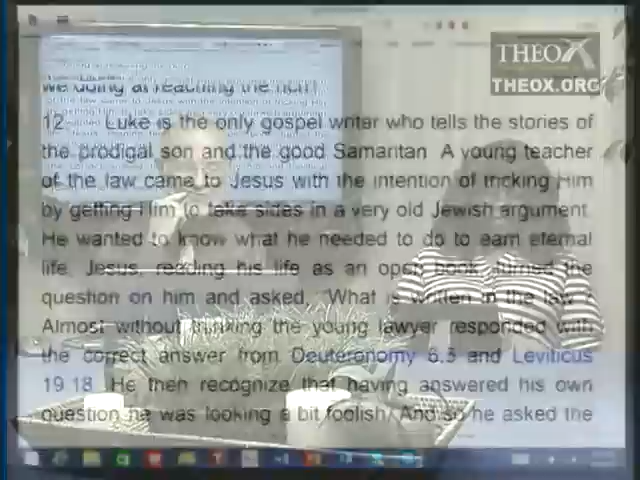 THEOX
THEOX.ORG
we doing at reaching the rich?
12 Luke is the only gospel writer who tells the stories of
the prodigal son and the good Samaritan. A young teacher
of the law came to Jesus with the intention of tricking Him
by getting Him to take sides in a very old Jewish argument.
He wanted to know what he needed to do to earn eternal
life. Jesus, reading his life as an open book, turned the
question on him and asked, "What is written in the law?
Almost without thinking the young lawyer responded with
the correct answer from Deuteronomy 6.5 and Leviticus
19.18. He then recognize that having answered his own
question he was looking a bit foolish. And so he asked the